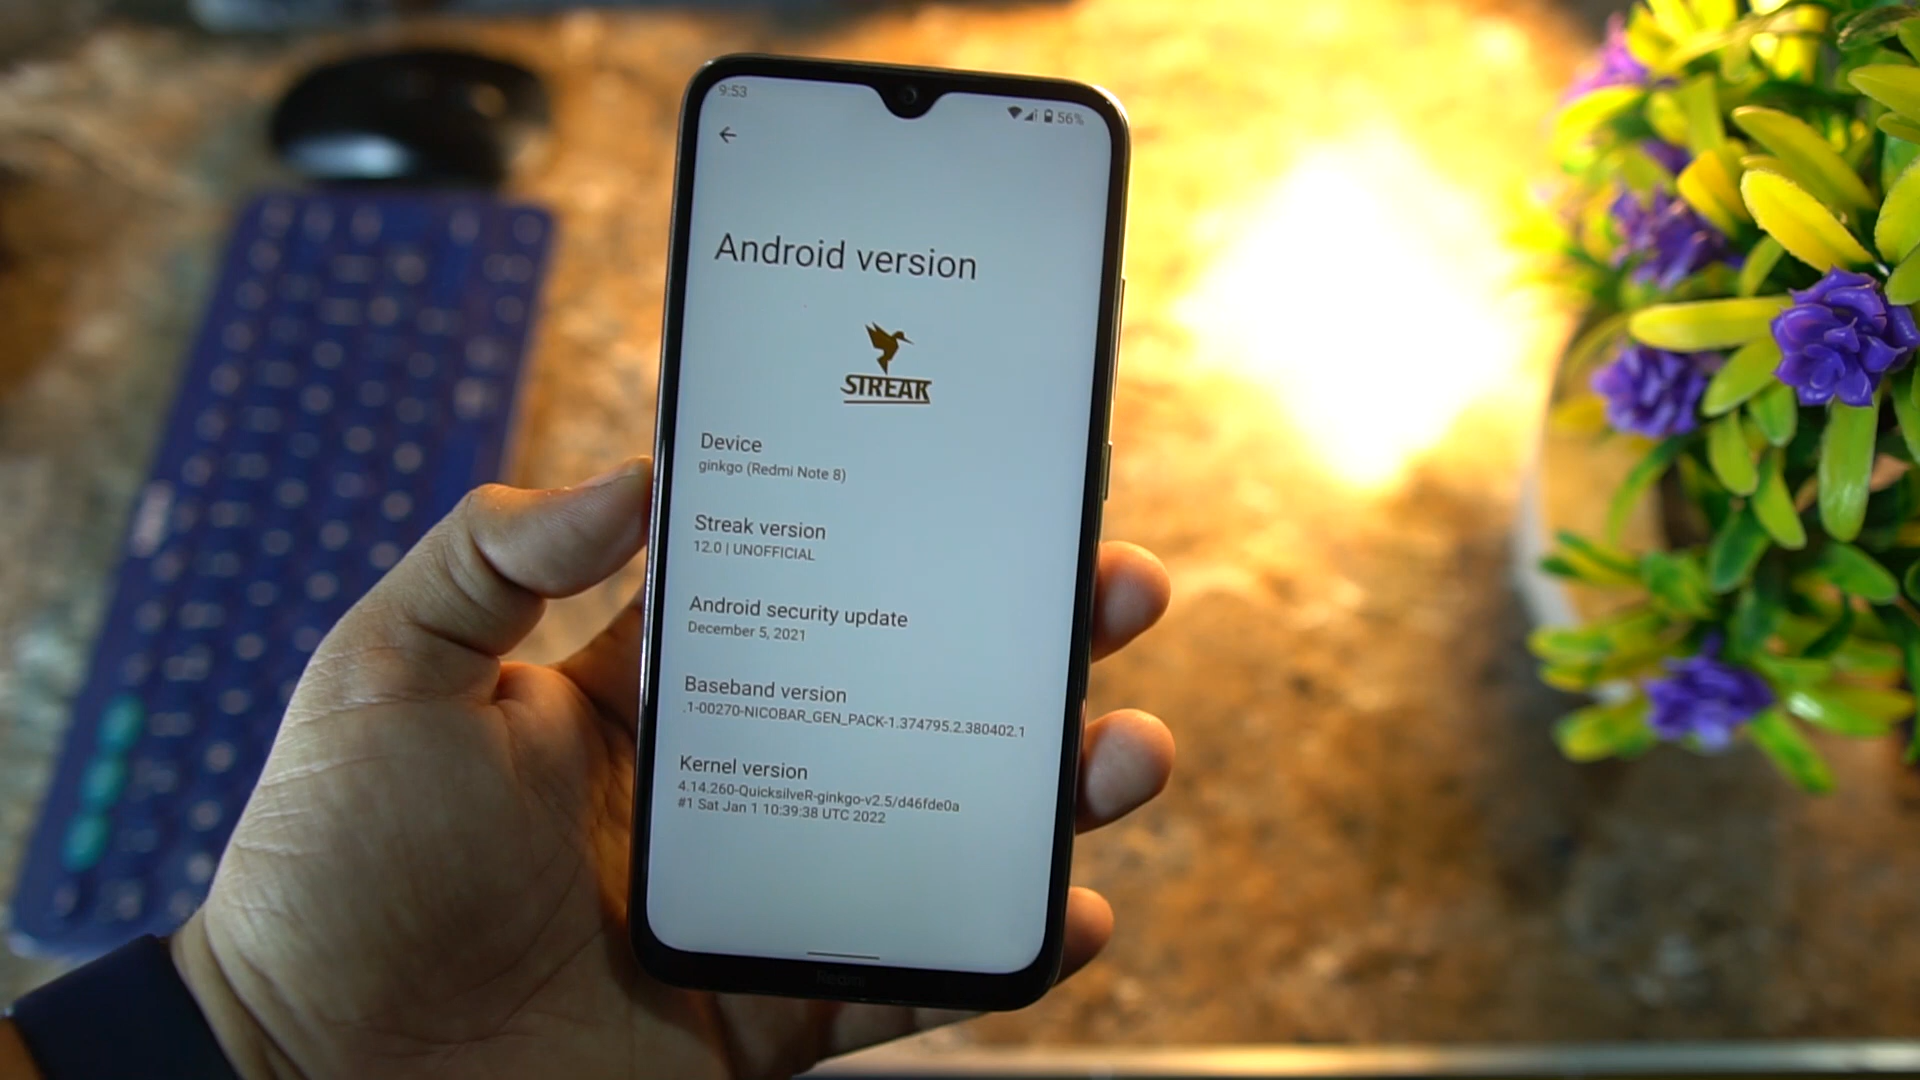 9:53
56%
Android version
STREAK
Device
ginkgo (Redmi Note 8)
Streak version
12.0 | UNOFFICIAL
Android security update
December 5, 2021
Baseband version
.1-00270-NICOBAR_GEN_PACK-1.374795.2.380402.1
Kernel version
4.14.260-QuicksilveR-ginkgo-v2.5/d46fde0a
#1 Sat Jan 1 10:39:38 UTC 2022
Redmi